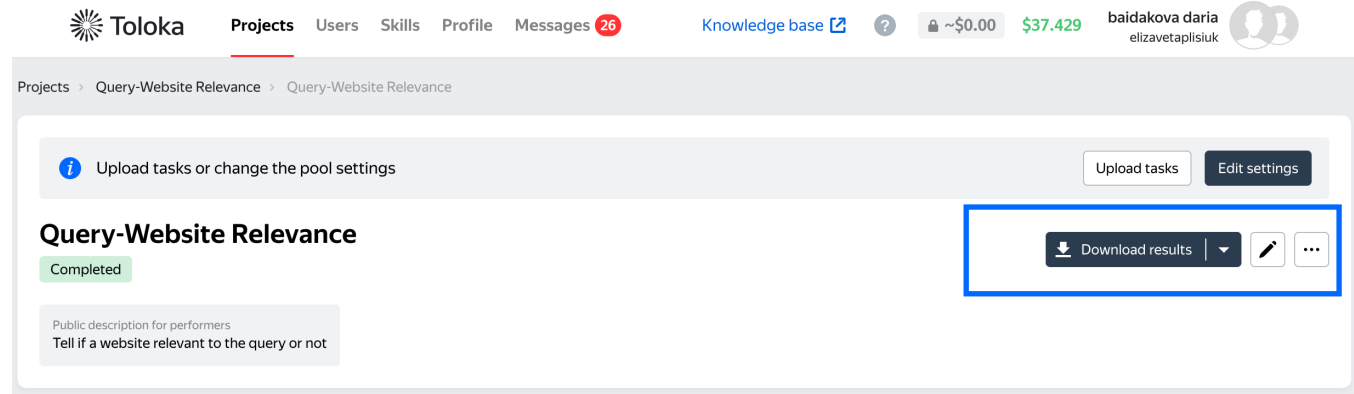 Toloka Projects Users Skills Profile Messages 26 Knowledge base ? ~$0.00 $37.429 baidakova daria
elizavetaplisiuk
Projects > Query-Website Relevance > Query-Website Relevance
i Upload tasks or change the pool settings Upload tasks Edit settings
Query-Website Relevance
Download results
Completed
Public description for performers
Tell if a website relevant to the query or not